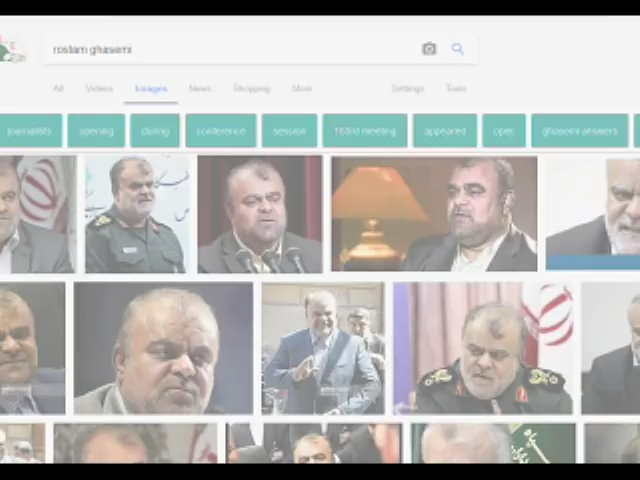 rostam ghasemi
All Videos Images News Shopping More Settings Tools
journalists opening during conference session 163rd meeting appeared opec ghasemi answers